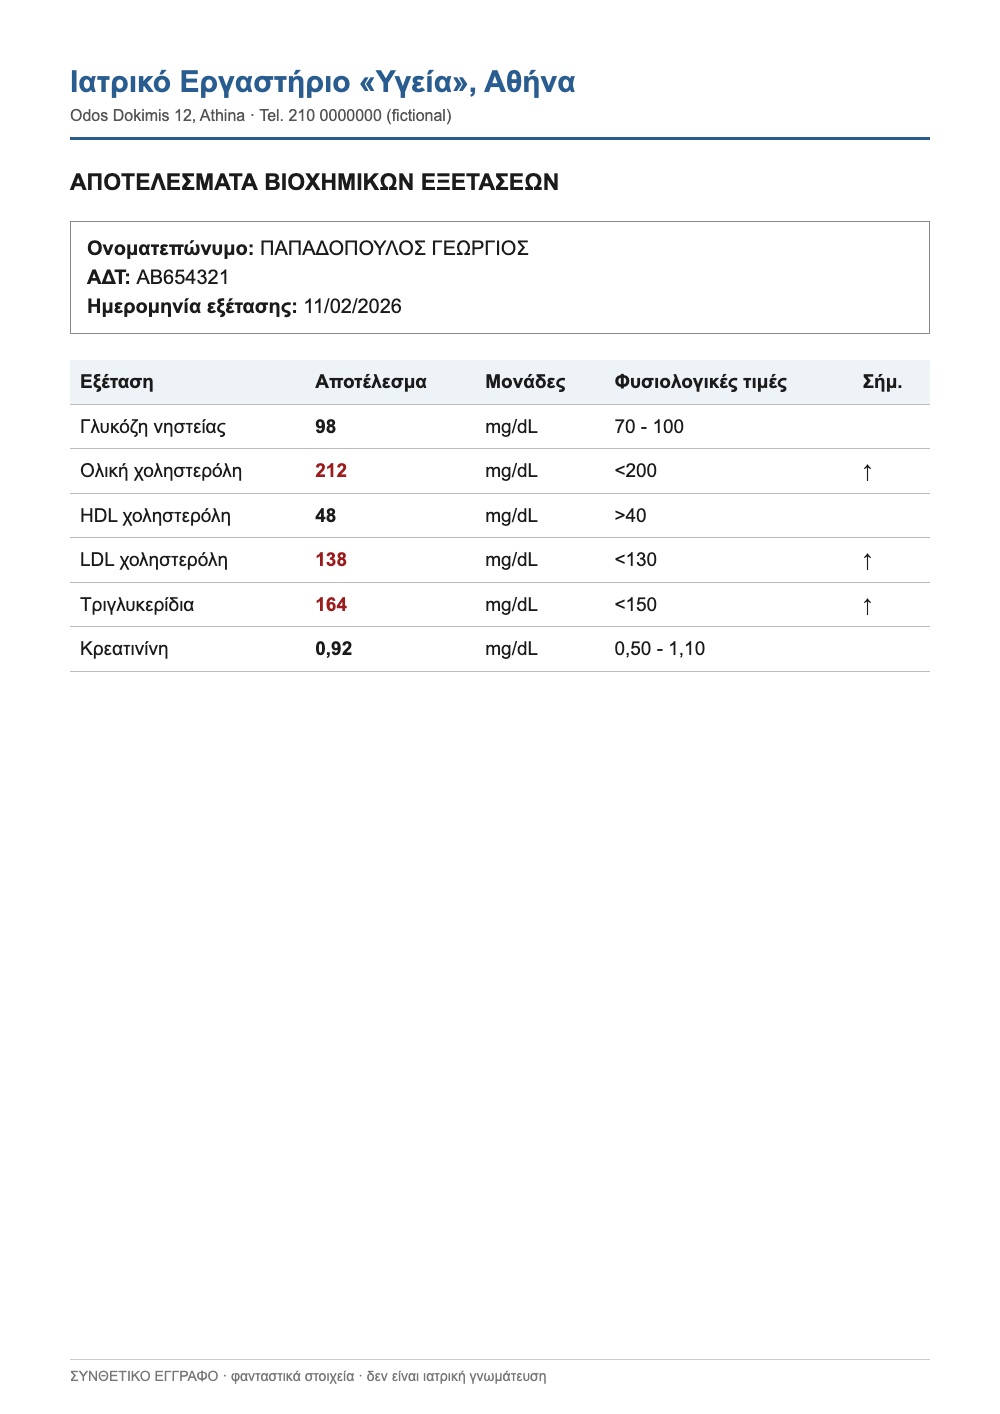 Ιατρικό Εργαστήριο «Υγεία», Αθήνα
Odos Dokimis 12, Athina · Tel. 210 0000000 (fictional)
ΑΠΟΤΕΛΕΣΜΑΤΑ ΒΙΟΧΗΜΙΚΩΝ ΕΞΕΤΑΣΕΩΝ
Ονοματεπώνυμο: ΠΑΠΑΔΟΠΟΥΛΟΣ ΓΕΩΡΓΙΟΣ
ΑΔΤ: ΑΒ654321
Ημερομηνία εξέτασης: 11/02/2026
Εξέταση Αποτέλεσμα Μονάδες Φυσιολογικές τιμές Σήμ.
Γλυκόζη νηστείας 98 mg/dL 70 - 100
Ολική χοληστερόλη 212 mg/dL <200 ↑
HDL χοληστερόλη 48 mg/dL >40
LDL χοληστερόλη 138 mg/dL <130 ↑
Τριγλυκερίδια 164 mg/dL <150 ↑
Κρεατινίνη 0,92 mg/dL 0,50 - 1,10
ΣΥΝΘΕΤΙΚΟ ΕΓΓΡΑΦΟ · φανταστικά στοιχεία · δεν είναι ιατρική γνωμάτευση